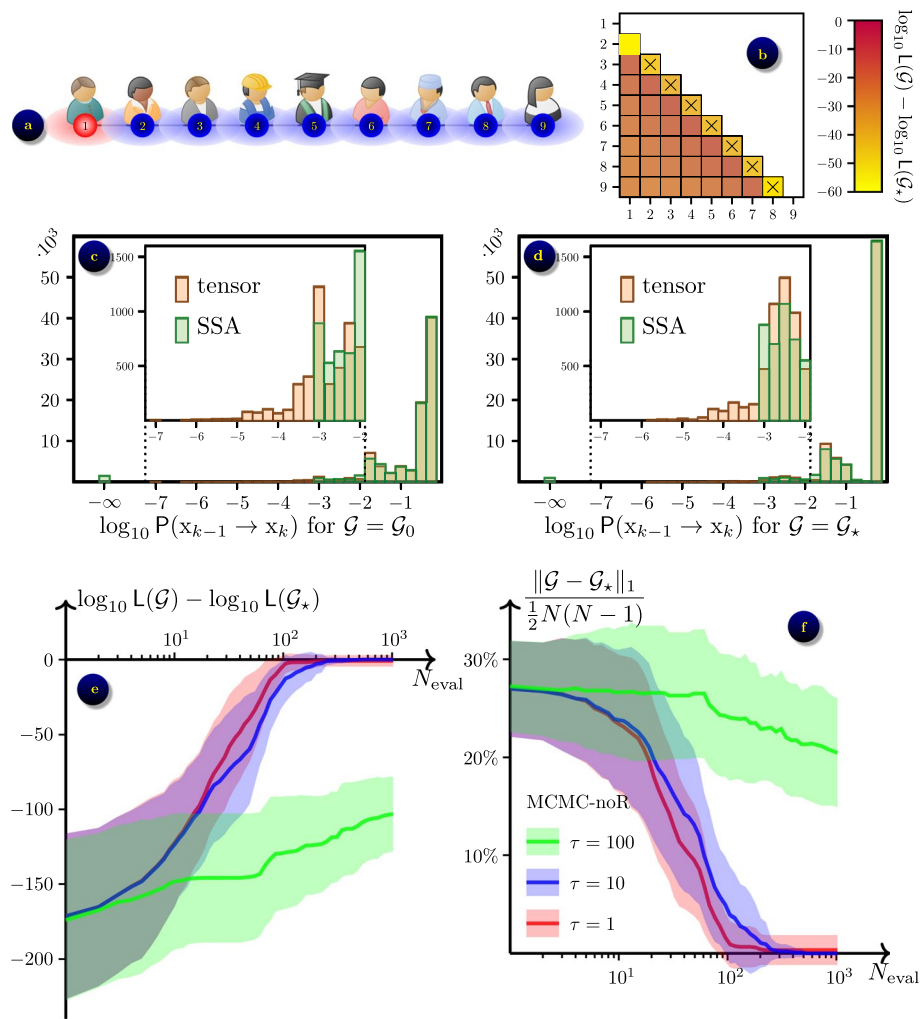 a
1 2 3 4 5 6 7 8 9
b
1
2
3
4
5
6
7
8
9
1 2 3 4 5 6 7 8 9
0
−10
−20
−30
−40
−50
−60
log₁₀ L(𝒢) − log₁₀ L(𝒢⋆)
c
·10³
50
40
30
20
10
1500
1000
500
tensor
SSA
−7 −6 −5 −4 −3 −2
−∞ −7 −6 −5 −4 −3 −2 −1
log₁₀ P(xₖ₋₁ → xₖ) for 𝒢 = 𝒢₀
d
·10³
50
40
30
20
10
1500
1000
500
tensor
SSA
−7 −6 −5 −4 −3 −2
−∞ −7 −6 −5 −4 −3 −2 −1
log₁₀ P(xₖ₋₁ → xₖ) for 𝒢 = 𝒢⋆
log₁₀ L(𝒢) − log₁₀ L(𝒢⋆)
10¹ 10² 10³
N_eval
e
0
−50
−100
−150
−200
‖𝒢 − 𝒢⋆‖₁
½N(N − 1)
f
30%
20%
10%
MCMC-noR
τ = 100
τ = 10
τ = 1
10¹ 10² 10³
N_eval